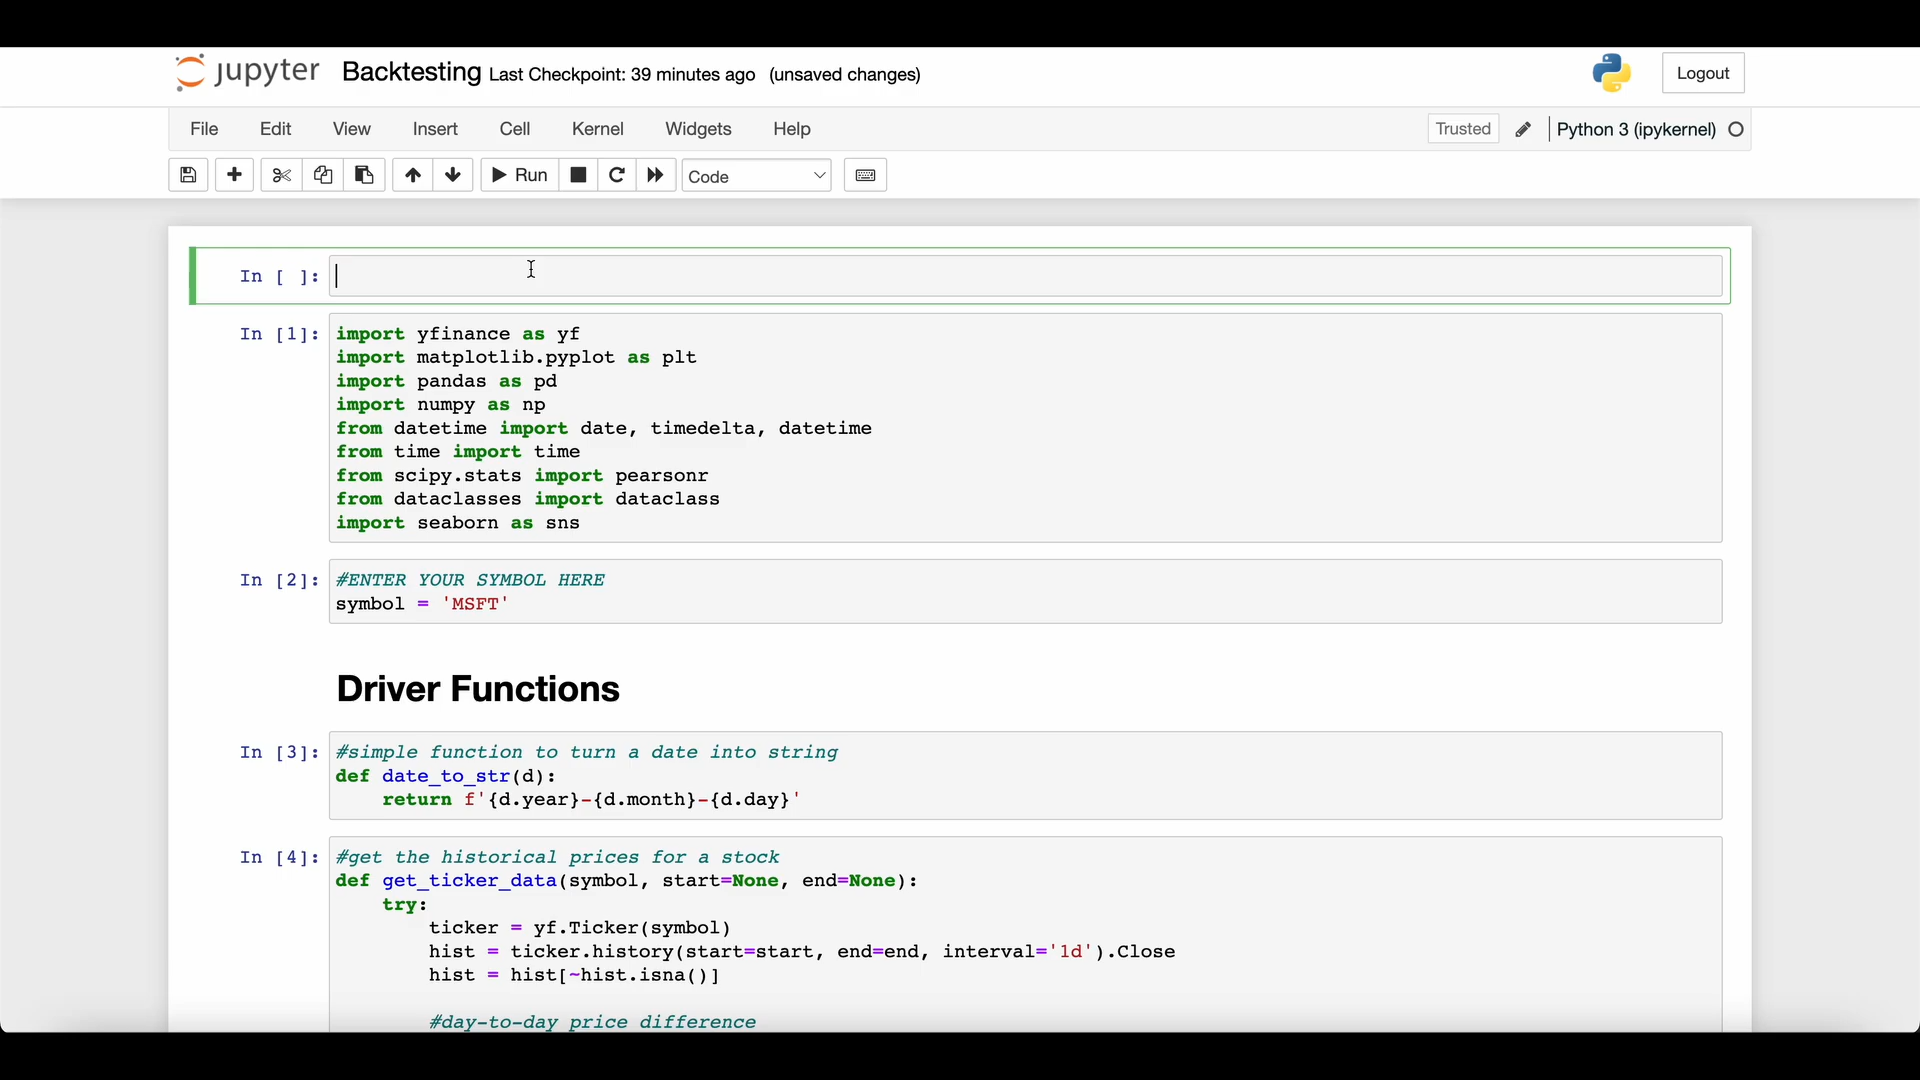 jupyter Backtesting Last Checkpoint: 39 minutes ago (unsaved changes) Logout
File Edit View Insert Cell Kernel Widgets Help Trusted Python 3 (ipykernel)
Run Code
In [ ]:
In [1]: import yfinance as yf
import matplotlib.pyplot as plt
import pandas as pd
import numpy as np
from datetime import date, timedelta, datetime
from time import time
from scipy.stats import pearsonr
from dataclasses import dataclass
import seaborn as sns
In [2]: #ENTER YOUR SYMBOL HERE
symbol = 'MSFT'
Driver Functions
In [3]: #simple function to turn a date into string
def date_to_str(d):
    return f'{d.year}-{d.month}-{d.day}'
In [4]: #get the historical prices for a stock
def get_ticker_data(symbol, start=None, end=None):
    try:
        ticker = yf.Ticker(symbol)
        hist = ticker.history(start=start, end=end, interval='1d').Close
        hist = hist[~hist.isna()]
        #day-to-day price difference